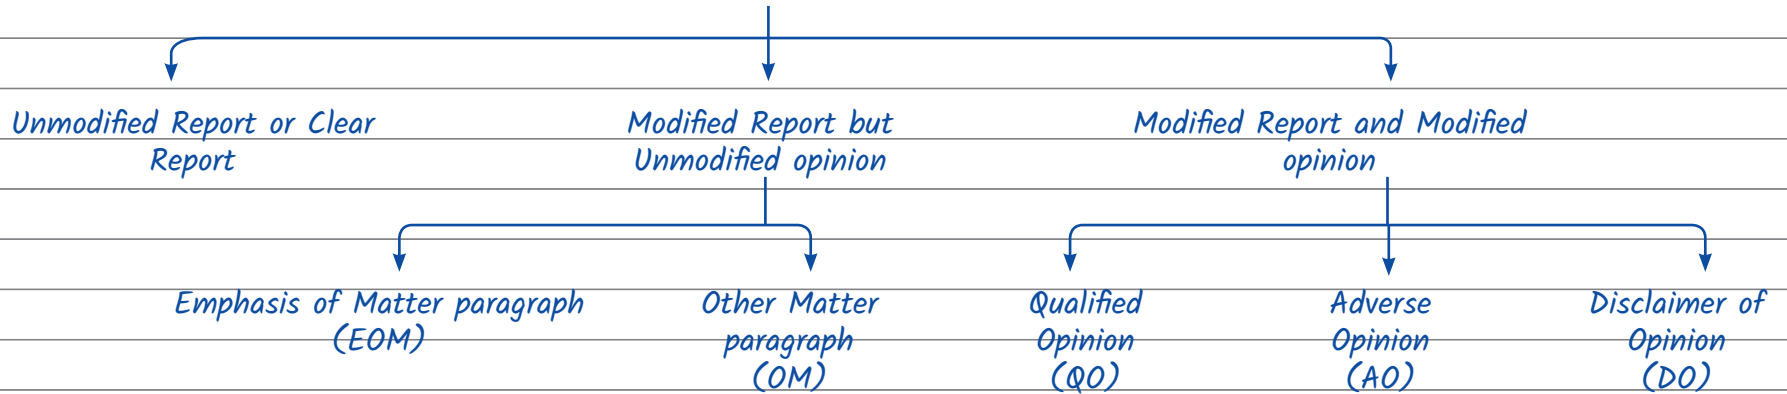 Unmodified Report or Clear
Report
Modified Report but
Unmodified opinion
Modified Report and Modified
opinion
Emphasis of Matter paragraph
(EOM)
Other Matter
paragraph
(OM)
Qualified
Opinion
(QO)
Adverse
Opinion
(AO)
Disclaimer of
Opinion
(DO)